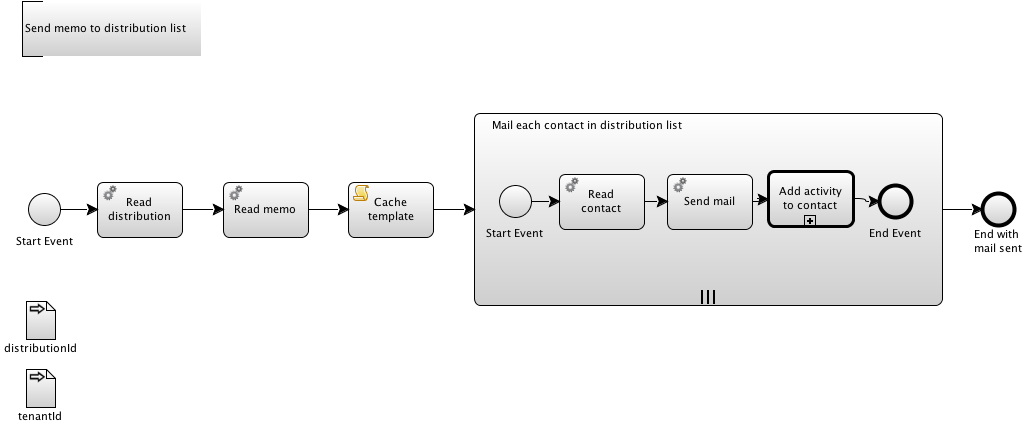 Send memo to distribution list
Mail each contact in distribution list
Start Event
Read
distribution
Read memo
Cache
template
Start Event
Read
contact
Send mail
Add activity
to contact
End Event
End with
mail sent
distributionId
tenantId